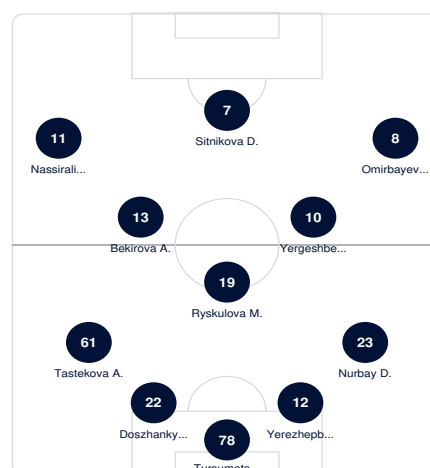 7
Sitnikova D.
11
Nassirali...
8
Omirbayev...
13
Bekirova A.
10
Yergeshbe...
19
Ryskulova M.
61
Tastekova A.
23
Nurbay D.
22
Doszhanky...
12
Yerezhepb...
78